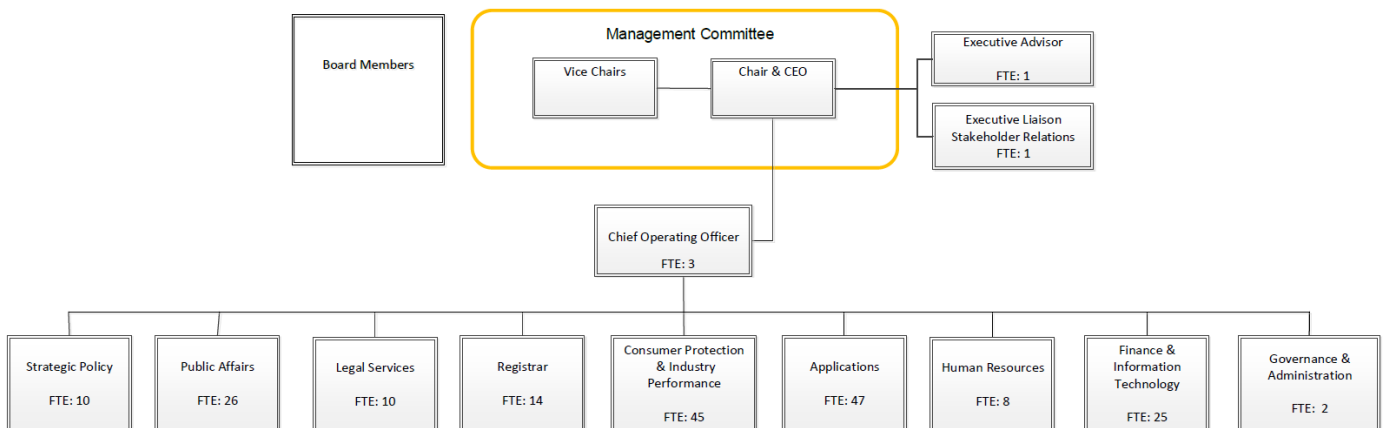 Management Committee
Board Members
Vice Chairs
Chair & CEO
Executive Advisor
FTE: 1
Executive Liaison
Stakeholder Relations
FTE: 1
Chief Operating Officer
FTE: 3
Strategic Policy
FTE: 10
Public Affairs
FTE: 26
Legal Services
FTE: 10
Registrar
FTE: 14
Consumer Protection
& Industry
Performance
FTE: 45
Applications
FTE: 47
Human Resources
FTE: 8
Finance &
Information
Technology
FTE: 25
Governance &
Administration
FTE: 2